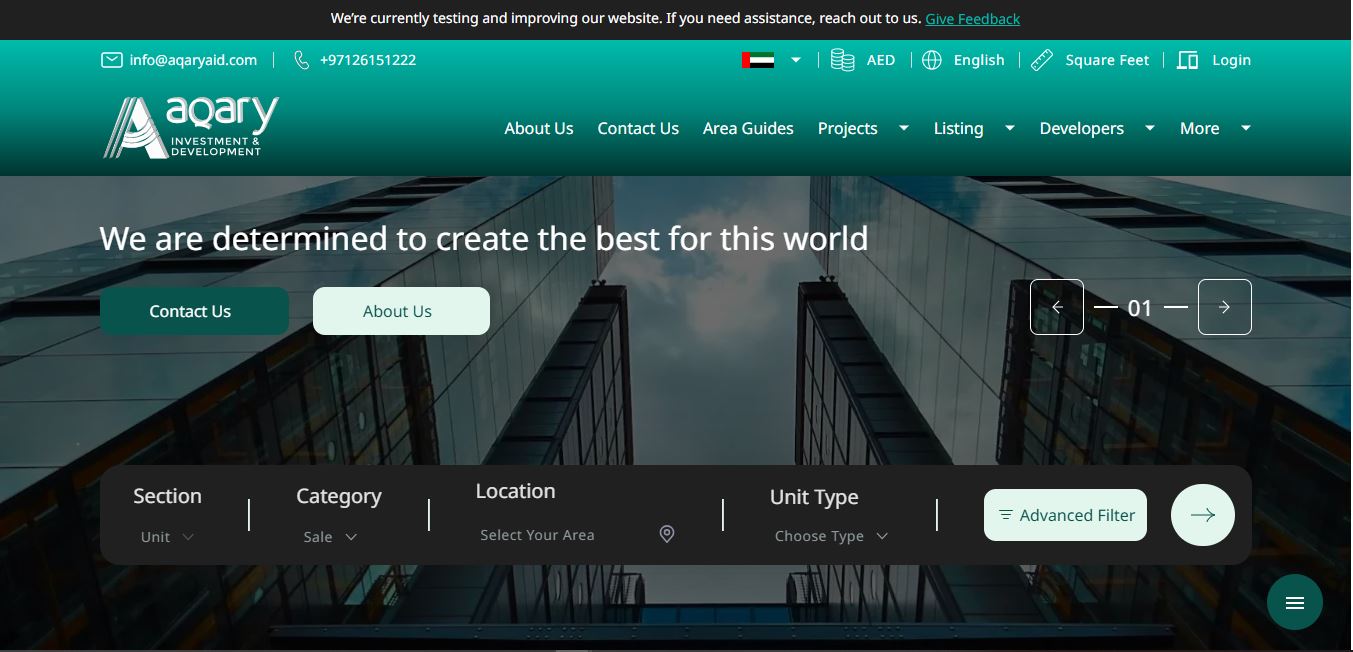 We're currently testing and improving our website. If you need assistance, reach out to us. Give Feedback
info@aqaryaid.com
+97126151222
AED
English
Square Feet
Login
aqary
INVESTMENT &
DEVELOPMENT
About Us
Contact Us
Area Guides
Projects
Listing
Developers
More
We are determined to create the best for this world
Contact Us
About Us
01
Section
Category
Location
Unit Type
Unit
Sale
Select Your Area
Choose Type
Advanced Filter